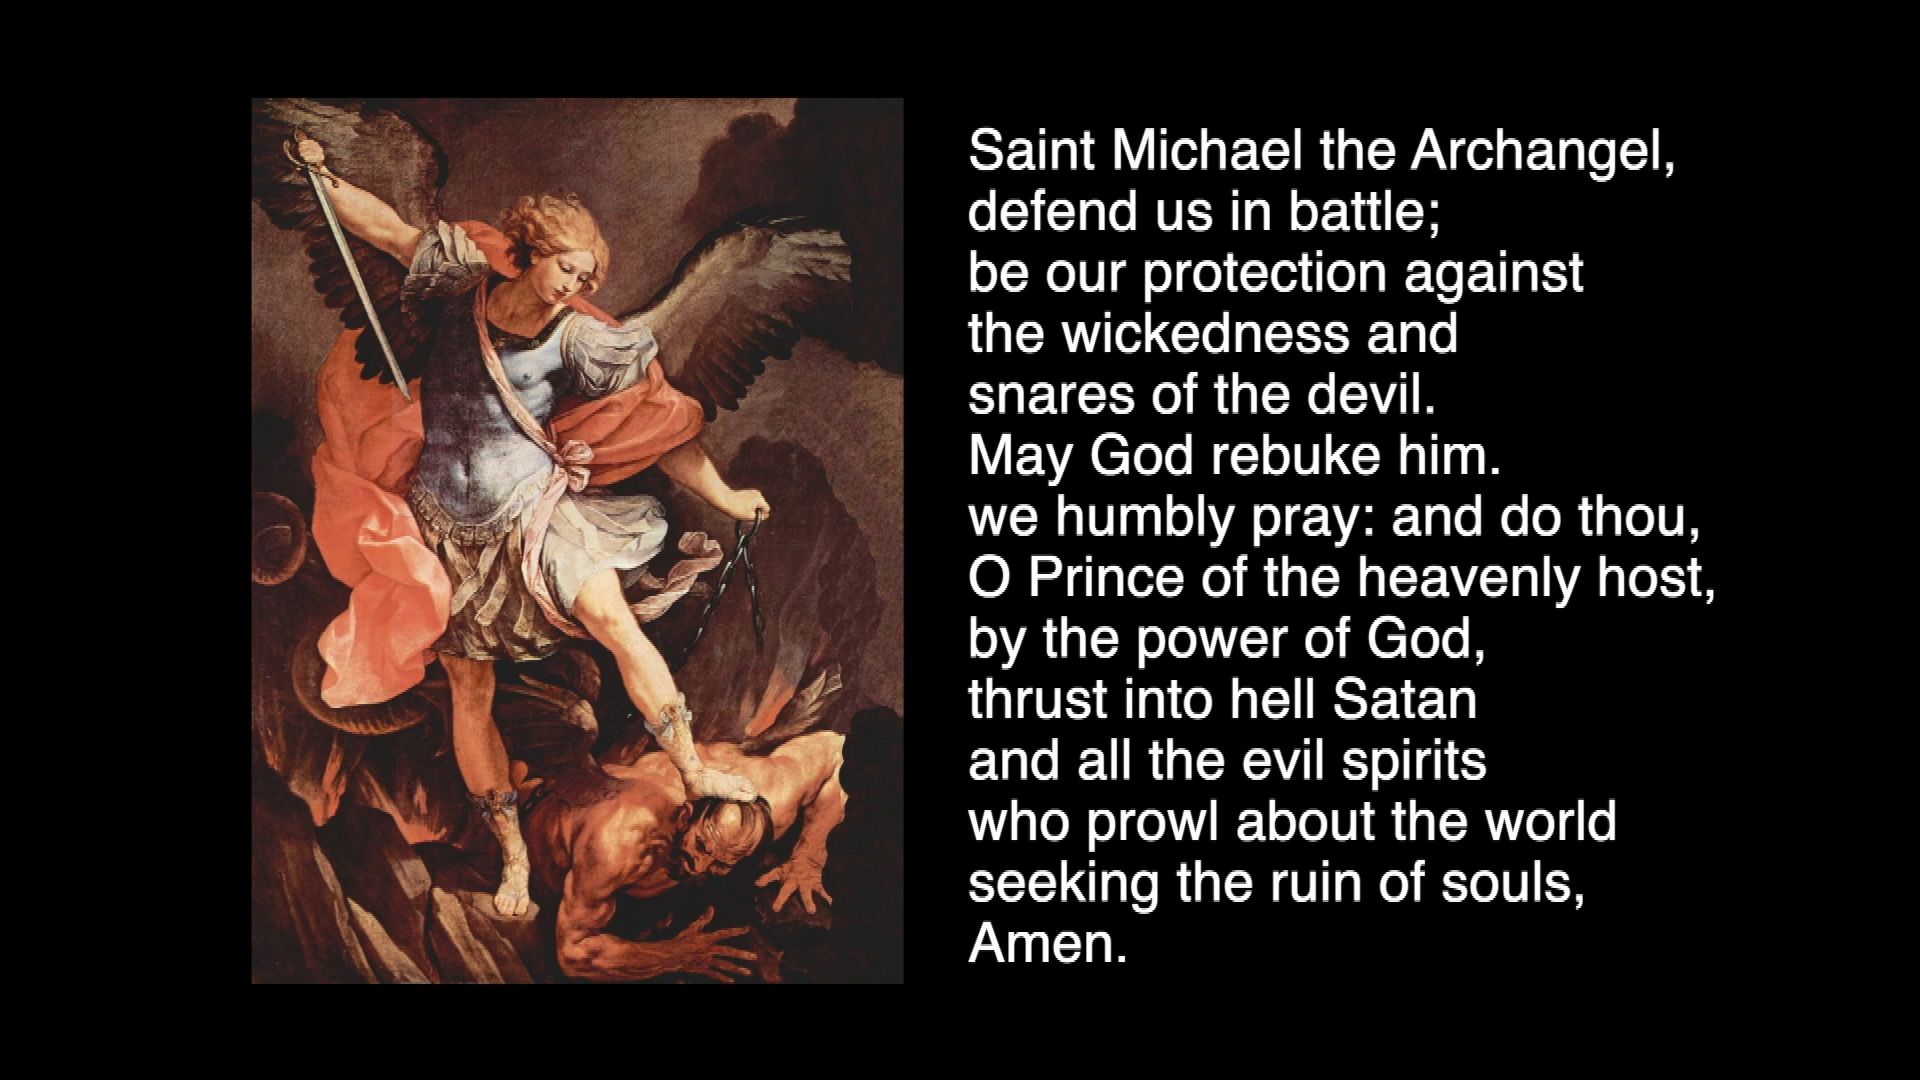 Saint Michael the Archangel,
defend us in battle;
be our protection against
the wickedness and
snares of the devil.
May God rebuke him.
we humbly pray: and do thou,
O Prince of the heavenly host,
by the power of God,
thrust into hell Satan
and all the evil spirits
who prowl about the world
seeking the ruin of souls,
Amen.